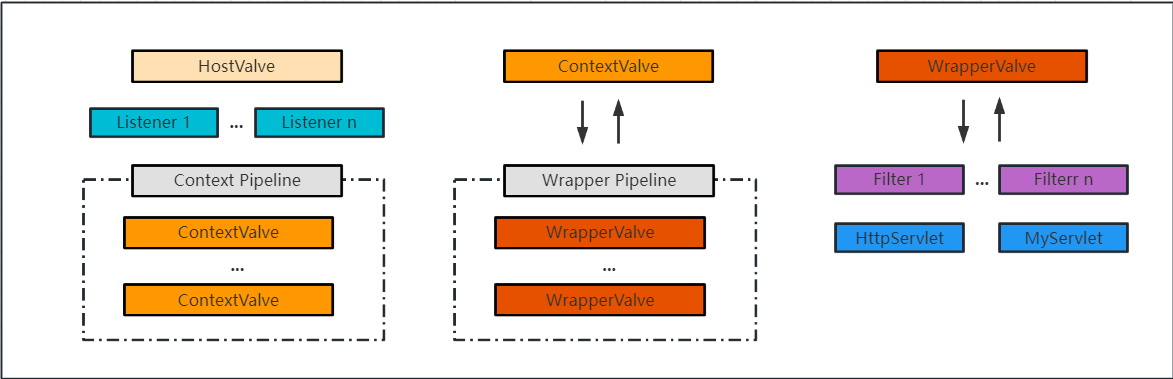 HostValve
Listener 1
...
Listener n
Context Pipeline
ContextValve
...
ContextValve
ContextValve
Wrapper Pipeline
WrapperValve
...
WrapperValve
WrapperValve
Filter 1
...
Filterr n
HttpServlet
MyServlet